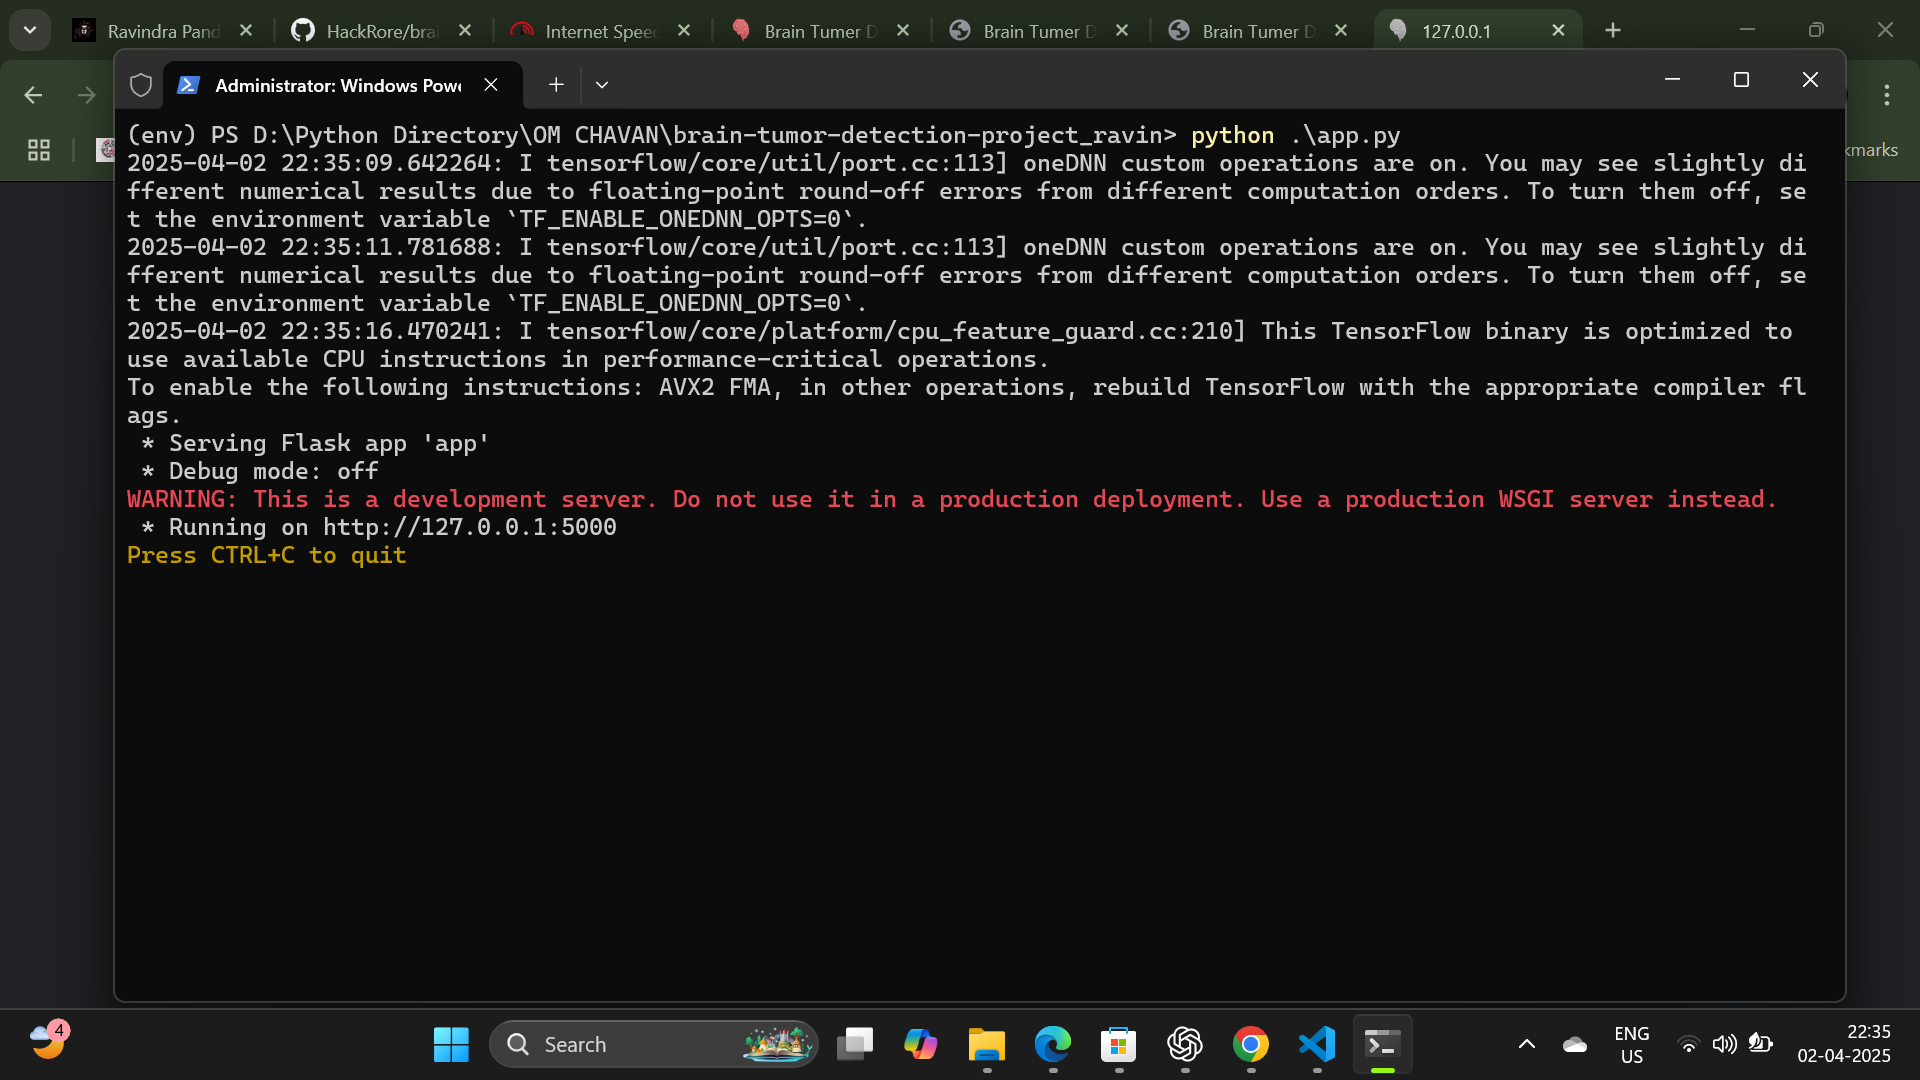 Ravindra Pand
HackRore/brai
Internet Speed
Brain Tumer D
Brain Tumer D
Brain Tumer D
127.0.0.1
Administrator: Windows Powe
kmarks
(env) PS D:\Python Directory\OM CHAVAN\brain-tumor-detection-project_ravin> python .\app.py
2025-04-02 22:35:09.642264: I tensorflow/core/util/port.cc:113] oneDNN custom operations are on. You may see slightly di
fferent numerical results due to floating-point round-off errors from different computation orders. To turn them off, se
t the environment variable `TF_ENABLE_ONEDNN_OPTS=0`.
2025-04-02 22:35:11.781688: I tensorflow/core/util/port.cc:113] oneDNN custom operations are on. You may see slightly di
fferent numerical results due to floating-point round-off errors from different computation orders. To turn them off, se
t the environment variable `TF_ENABLE_ONEDNN_OPTS=0`.
2025-04-02 22:35:16.470241: I tensorflow/core/platform/cpu_feature_guard.cc:210] This TensorFlow binary is optimized to
use available CPU instructions in performance-critical operations.
To enable the following instructions: AVX2 FMA, in other operations, rebuild TensorFlow with the appropriate compiler fl
ags.
* Serving Flask app 'app'
* Debug mode: off
WARNING: This is a development server. Do not use it in a production deployment. Use a production WSGI server instead.
* Running on http://127.0.0.1:5000
Press CTRL+C to quit
4
Search
ENG
US
22:35
02-04-2025